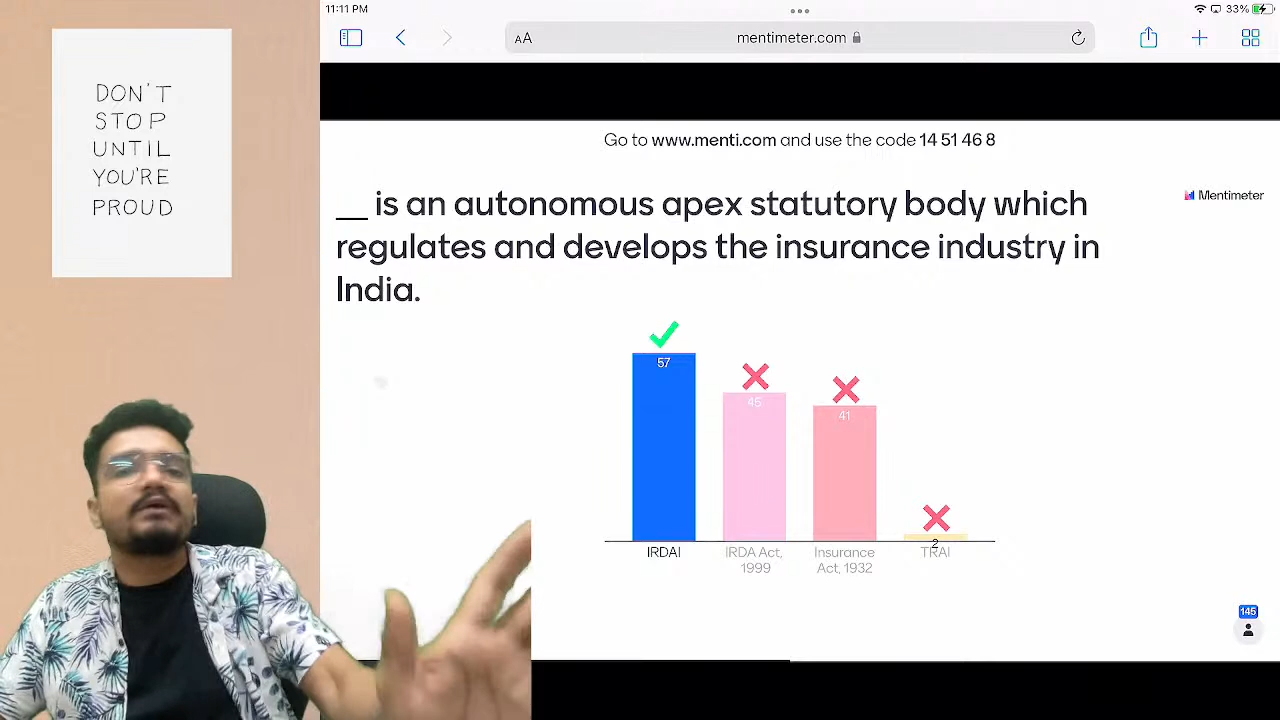 11:11 PM
33%
DON'T
STOP
UNTIL
YOU'RE
PROUD
AA
mentimeter.com
Go to www.menti.com and use the code 14 51 46 8
Mentimeter
__ is an autonomous apex statutory body which
regulates and develops the insurance industry in
India.
57
45
41
2
IRDAI
IRDA Act,
1999
Insurance
Act, 1932
TRAI
145